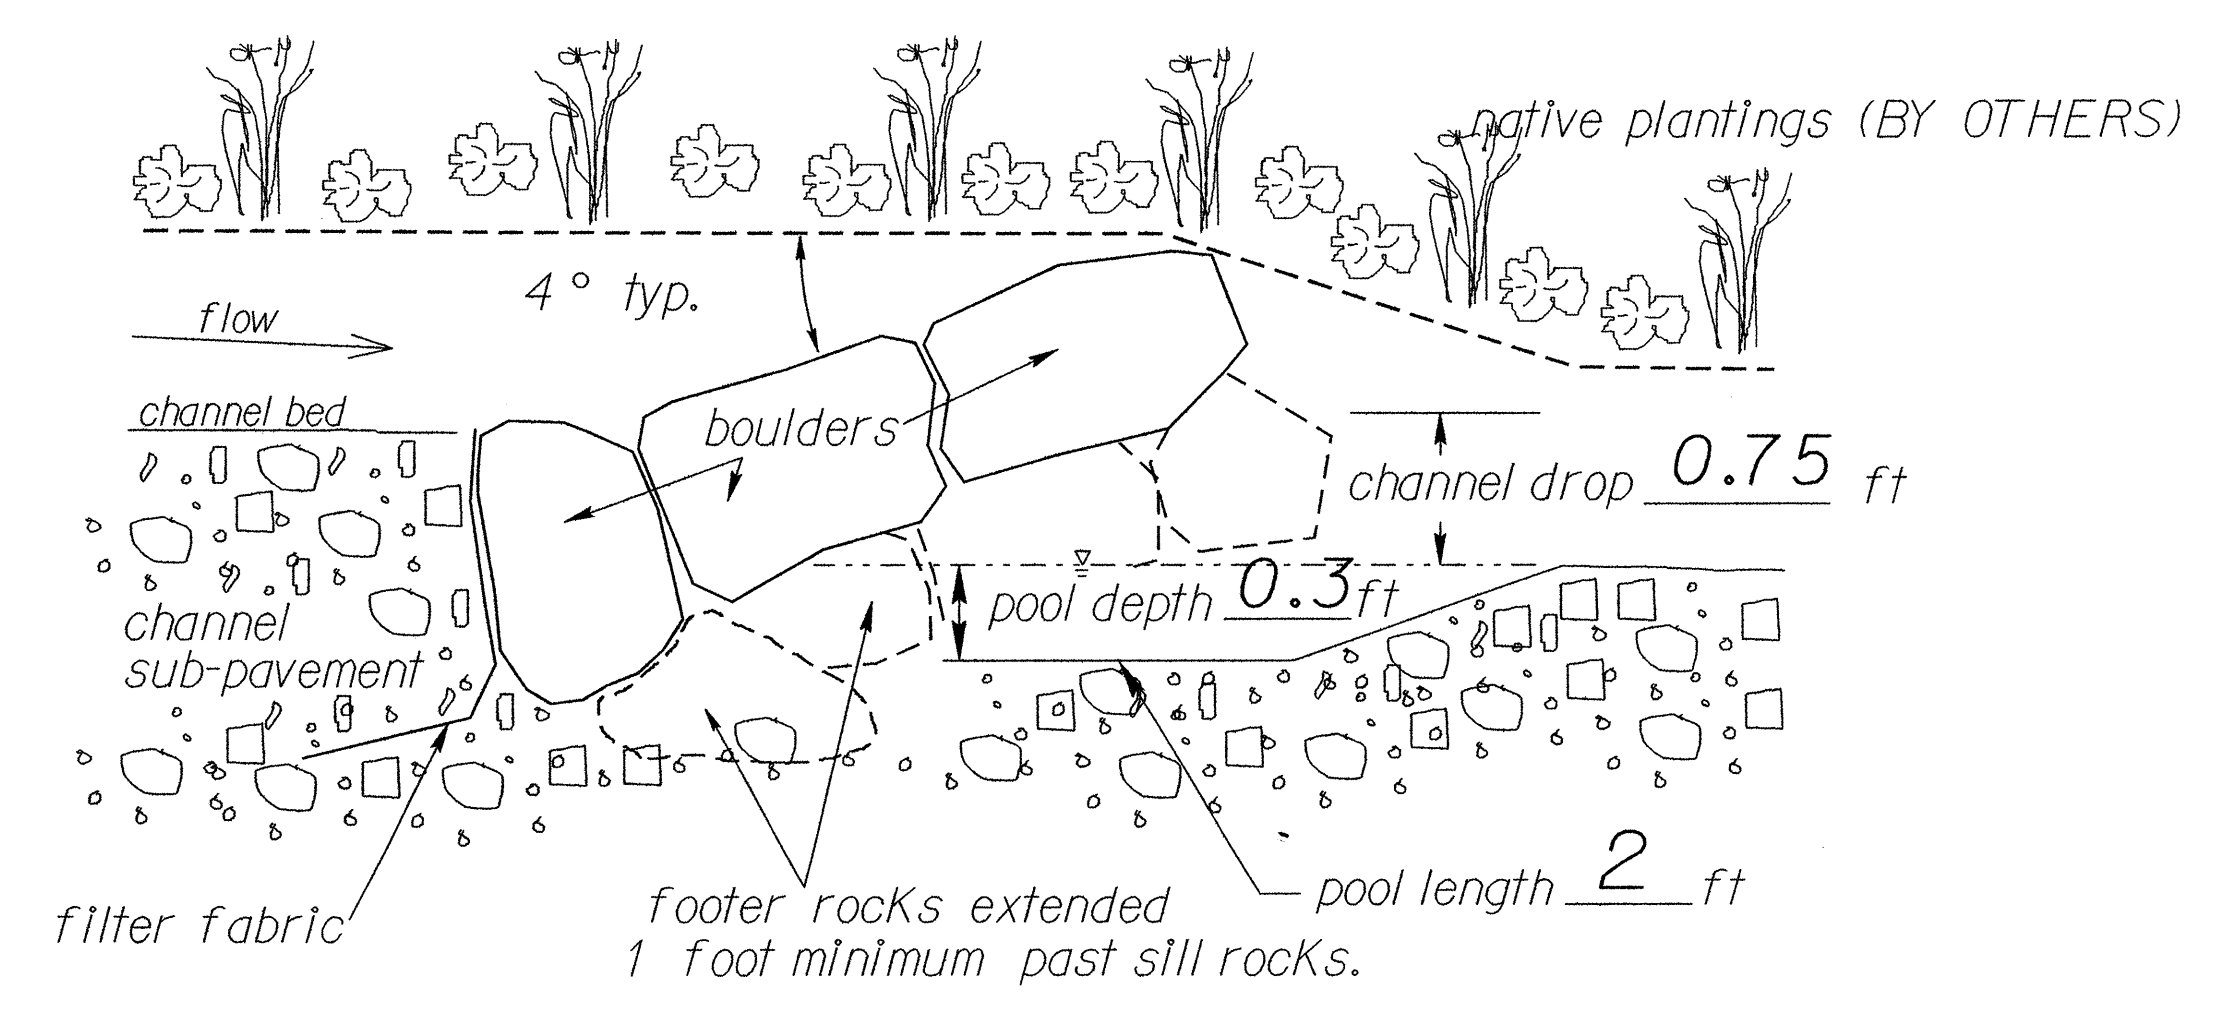 native plantings (BY OTHERS)
4° typ.
flow
channel bed
boulders
channel drop 0.75 ft
pool depth 0.3 ft
channel
sub-pavement
pool length 2 ft
filter fabric
footer rocks extended
1 foot minimum past sill rocks.